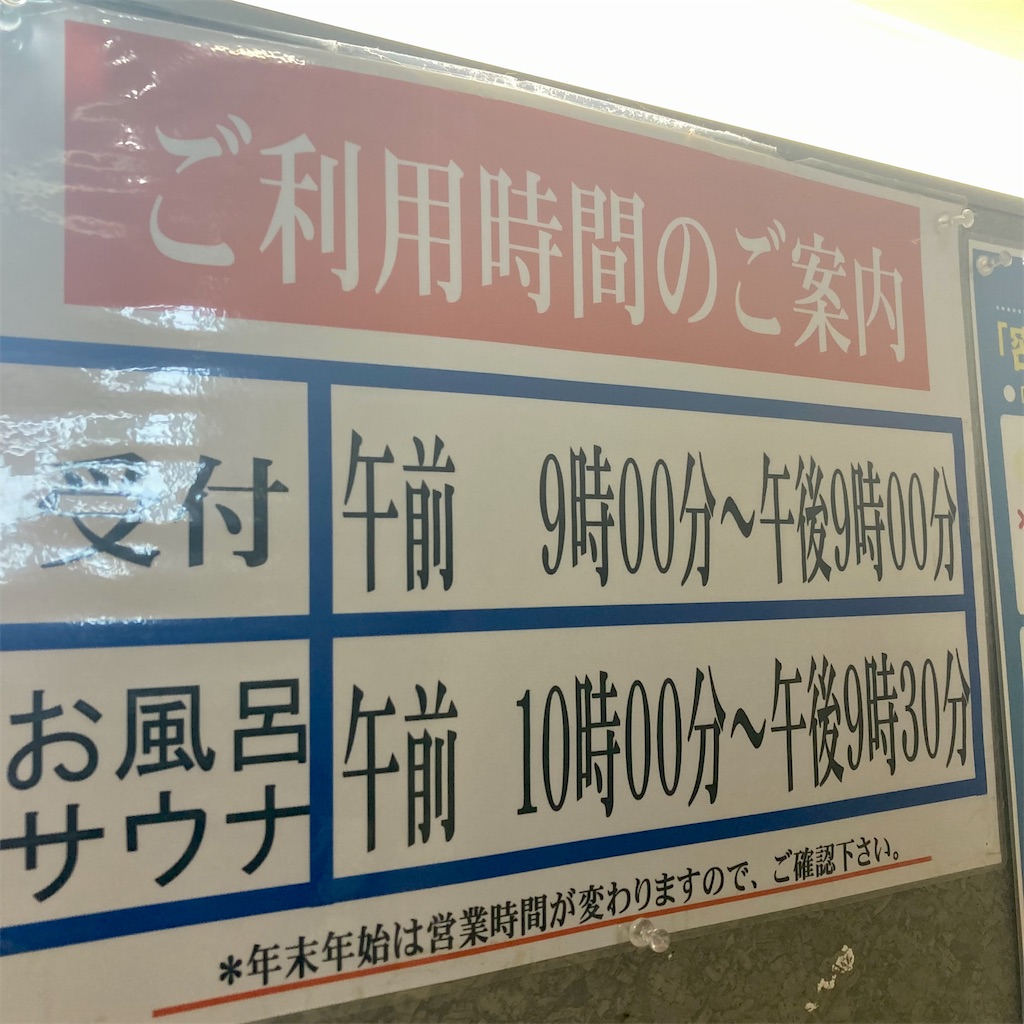 ご利用時間のご案内
受付 午前 9時00分～午後9時00分
お風呂
サウナ 午前 10時00分～午後9時30分
*年末年始は営業時間が変わりますので、ご確認下さい。